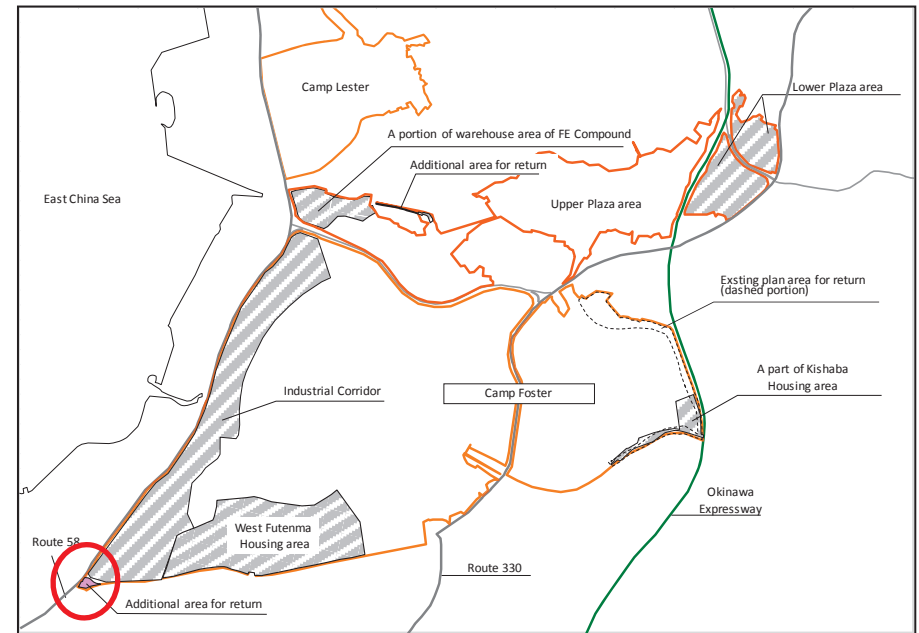 Camp Lester
Lower Plaza area
A portion of warehouse area of FE Compound
Additional area for return
East China Sea
Upper Plaza area
Exsting plan area for return
(dashed portion)
A part of Kishaba
Housing area
Industrial Corridor
Camp Foster
Okinawa
Expressway
West Futenma
Housing area
Route 58
Route 330
Additional area for return